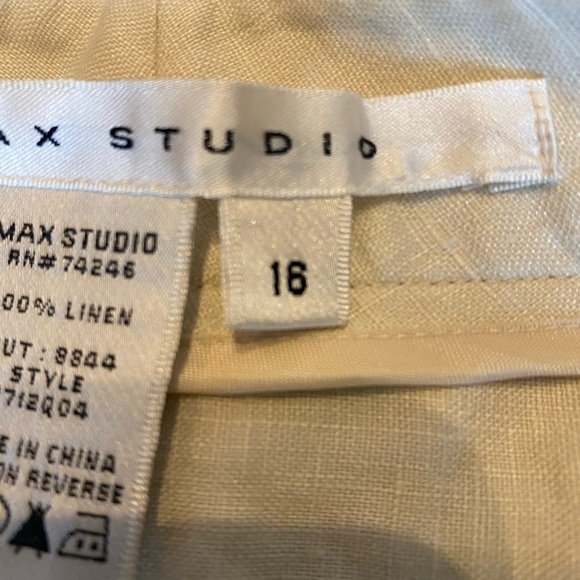 AX STUDIO
MAX STUDIO
RN# 74246
00% LINEN
UT: 8844
STYLE
712Q04
E IN CHINA
ON REVERSE
16